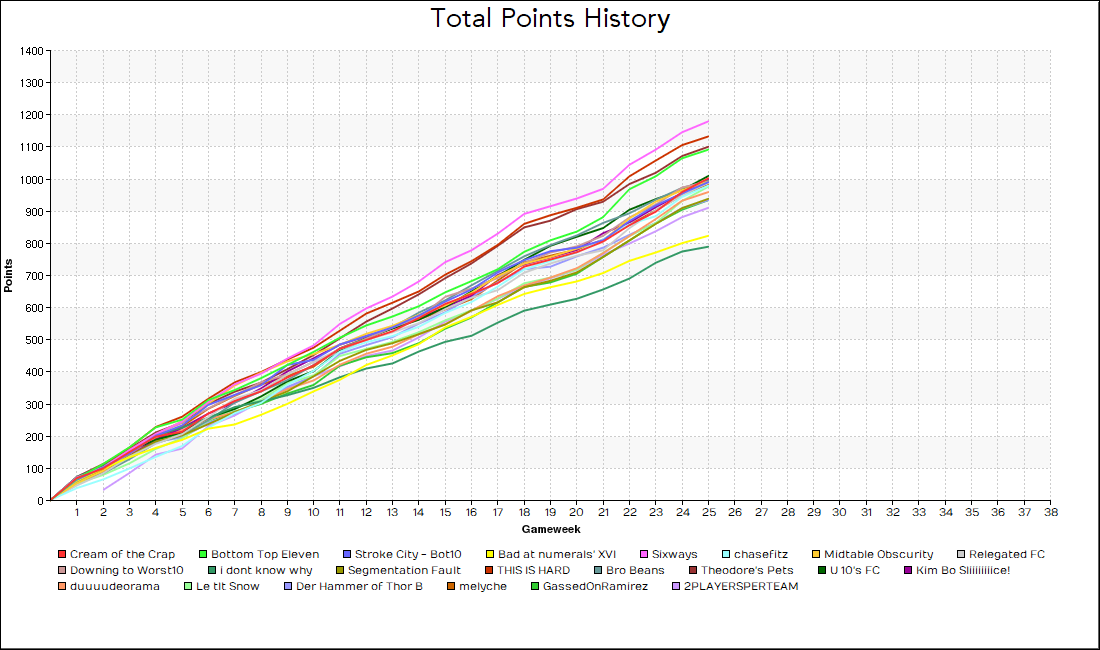 Total Points History
1400
1300
1200
1100
1000
900
800
700
600
500
400
300
200
100
0
Points
1 2 3 4 5 6 7 8 9 10 11 12 13 14 15 16 17 18 19 20 21 22 23 24 25 26 27 28 29 30 31 32 33 34 35 36 37 38
Gameweek
Cream of the Crap Bottom Top Eleven Stroke City - Bot10 Bad at numerals' XVI Sixways chasefitz Midtable Obscurity Relegated FC
Downing to Worst10 i dont know why Segmentation Fault THIS IS HARD Bro Beans Theodore's Pets U 10's FC Kim Bo Sliiiiiiiice!
duuuudeorama Le tit Snow Der Hammer of Thor B melyche GassedOnRamirez 2PLAYERSPERTEAM